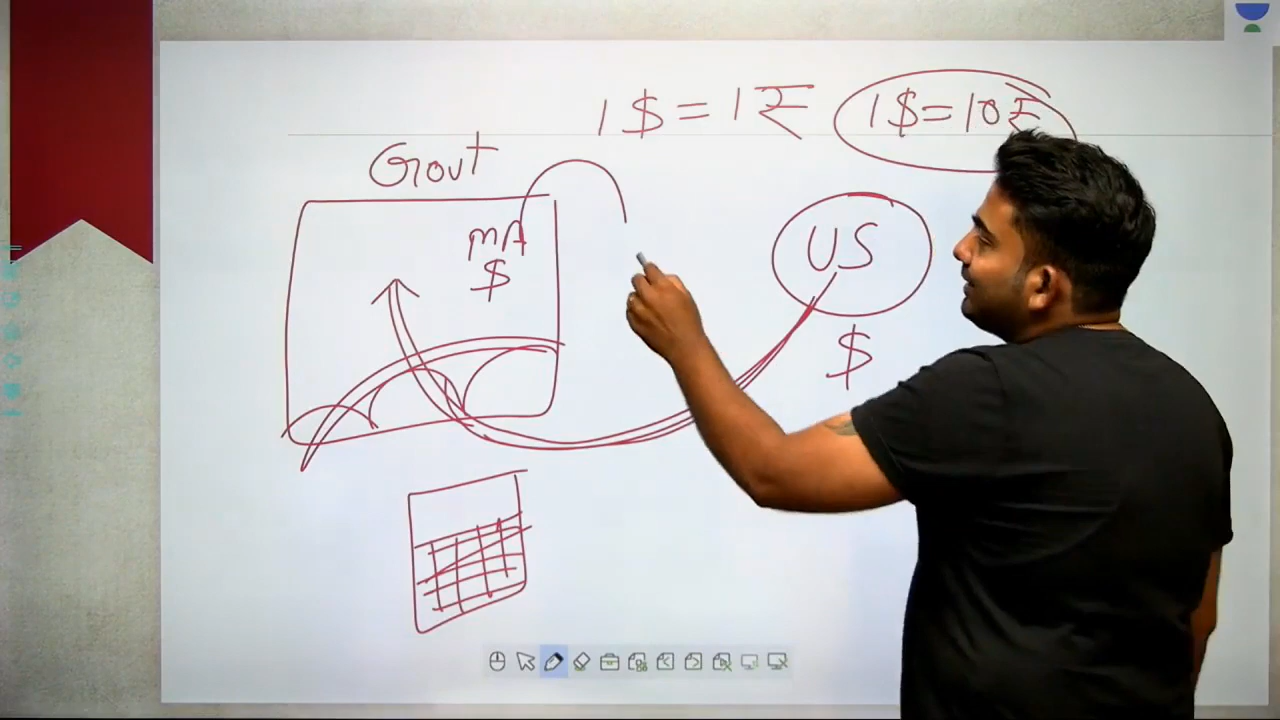 1$ = 1₹ 1$ = 10₹
Govt
MA
$
US
$